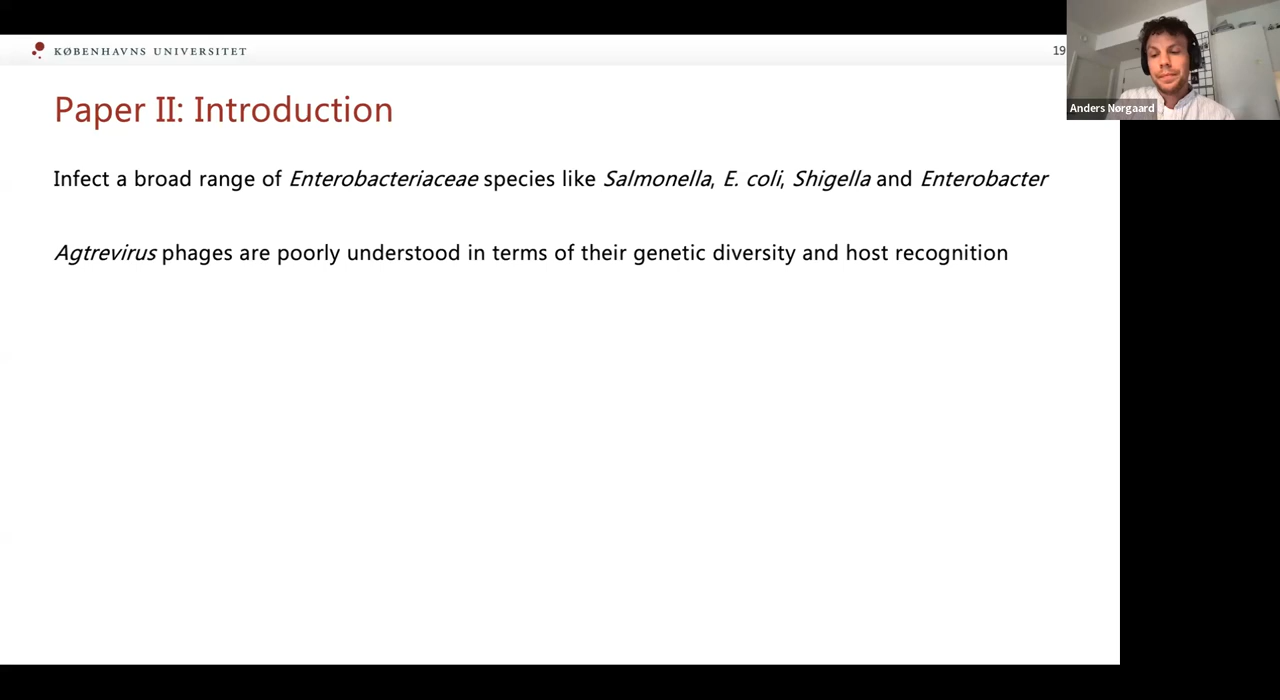 KØBENHAVNS UNIVERSITET
19
Anders Nørgaard
Paper II: Introduction
Infect a broad range of Enterobacteriaceae species like Salmonella, E. coli, Shigella and Enterobacter
Agtrevirus phages are poorly understood in terms of their genetic diversity and host recognition